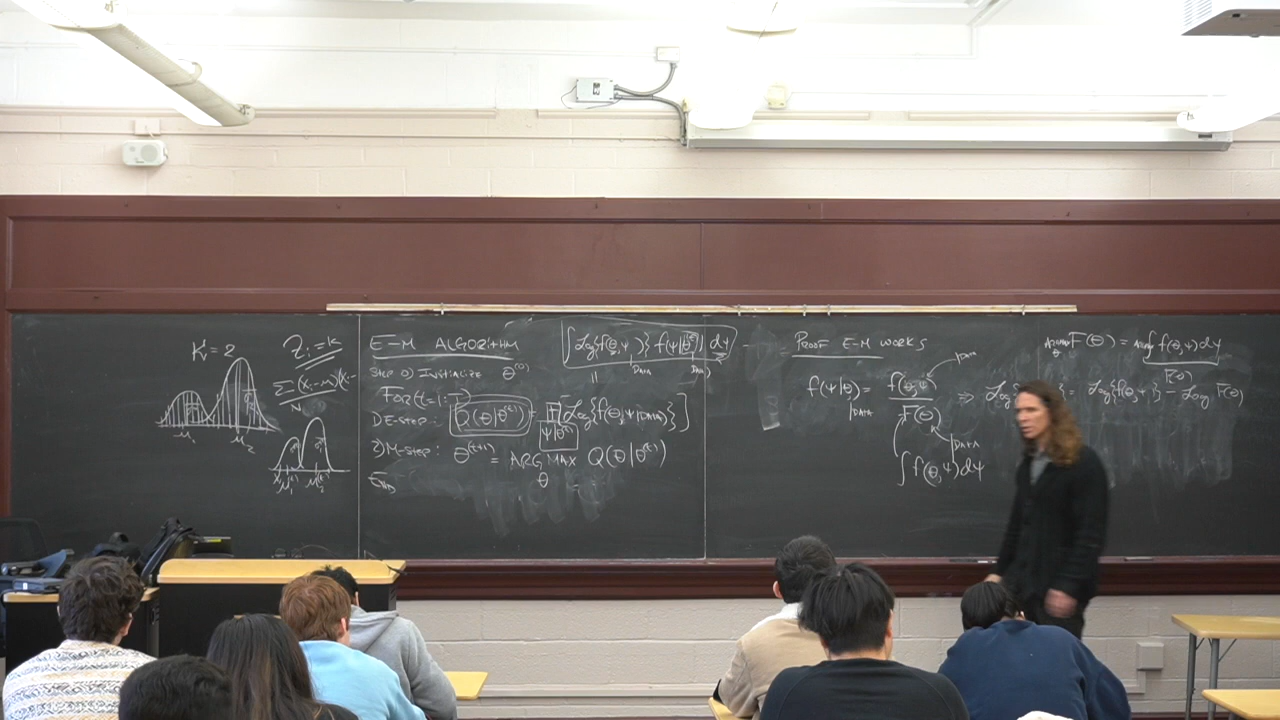 K = 2
Z_i = K
Σ(X_i-μ)(X_i-
N
μ_1 μ_2
E-M ALGORITHM
STEP 0) INITIALIZE θ^(0)
FOR (t=1:T)
1) E-STEP: Q(θ|θ^(t)) = E[Log{f(θ,ψ|DATA)}]
ψ|θ^(t)
2) M-STEP: θ^(t+1) = ARG MAX Q(θ|θ^(t))
θ
END
∫Log{f(θ,ψ)} f(ψ|θ^(t)) dψ
|DATA
=
PROOF E-M WORKS
DATA
f(ψ|θ) = f(θ,ψ)
|DATA
F(θ)
|DATA
∫f(θ,ψ)dψ
F(θ) = ∫f(θ,ψ)dψ
F(θ)
⇒ Log{f(θ,ψ)} - Log F(θ)